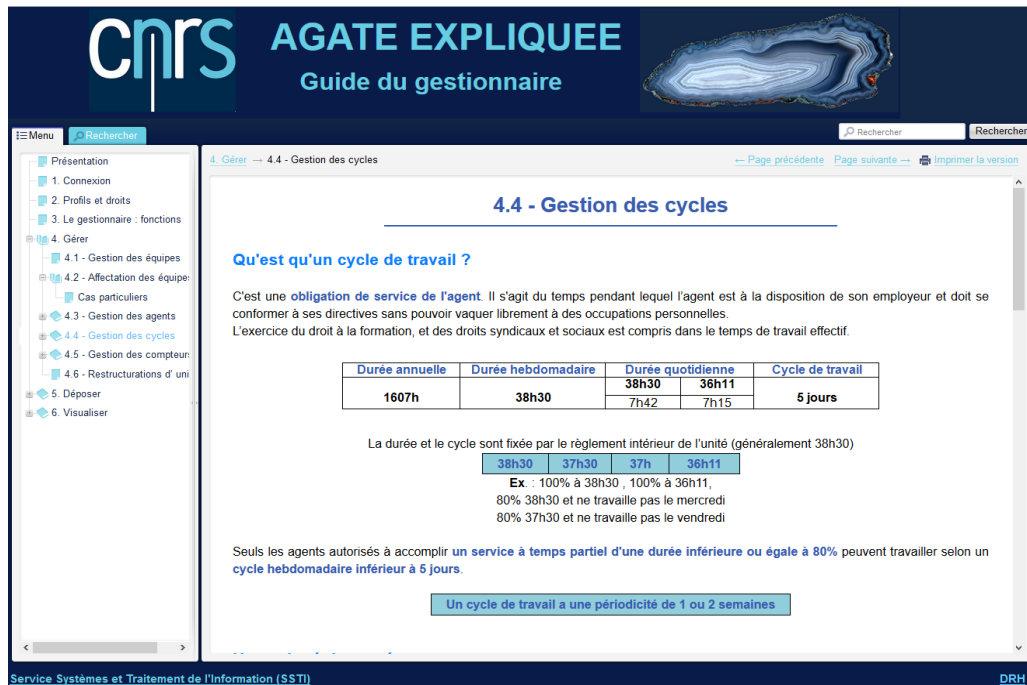 cnrs
AGATE EXPLIQUEE
Guide du gestionnaire
Menu
Rechercher
Rechercher
Rechercher
Présentation
1. Connexion
2. Profils et droits
3. Le gestionnaire : fonctions
4. Gérer
4.1 - Gestion des équipes
4.2 - Affectation des équipe
Cas particuliers
4.3 - Gestion des agents
4.4 - Gestion des cycles
4.5 - Gestion des compteur
4.6 - Restructurations d' uni
5. Déposer
6. Visualiser
4. Gérer → 4.4 - Gestion des cycles
← Page précédente Page suivante → Imprimer la version
4.4 - Gestion des cycles
Qu'est qu'un cycle de travail ?
C'est une obligation de service de l'agent. Il s'agit du temps pendant lequel l'agent est à la disposition de son employeur et doit se
conformer à ses directives sans pouvoir vaquer librement à des occupations personnelles.
L'exercice du droit à la formation, et des droits syndicaux et sociaux est compris dans le temps de travail effectif.
Durée annuelle Durée hebdomadaire Durée quotidienne Cycle de travail
1607h 38h30 38h30 36h11 5 jours
7h42 7h15
La durée et le cycle sont fixée par le règlement intérieur de l'unité (généralement 38h30)
38h30 37h30 37h 36h11
Ex. : 100% à 38h30 , 100% à 36h11,
80% 38h30 et ne travaille pas le mercredi
80% 37h30 et ne travaille pas le vendredi
Seuls les agents autorisés à accomplir un service à temps partiel d'une durée inférieure ou égale à 80% peuvent travailler selon un
cycle hebdomadaire inférieur à 5 jours.
Un cycle de travail a une périodicité de 1 ou 2 semaines
Service Systèmes et Traitement de l'Information (SSTI)
DRH